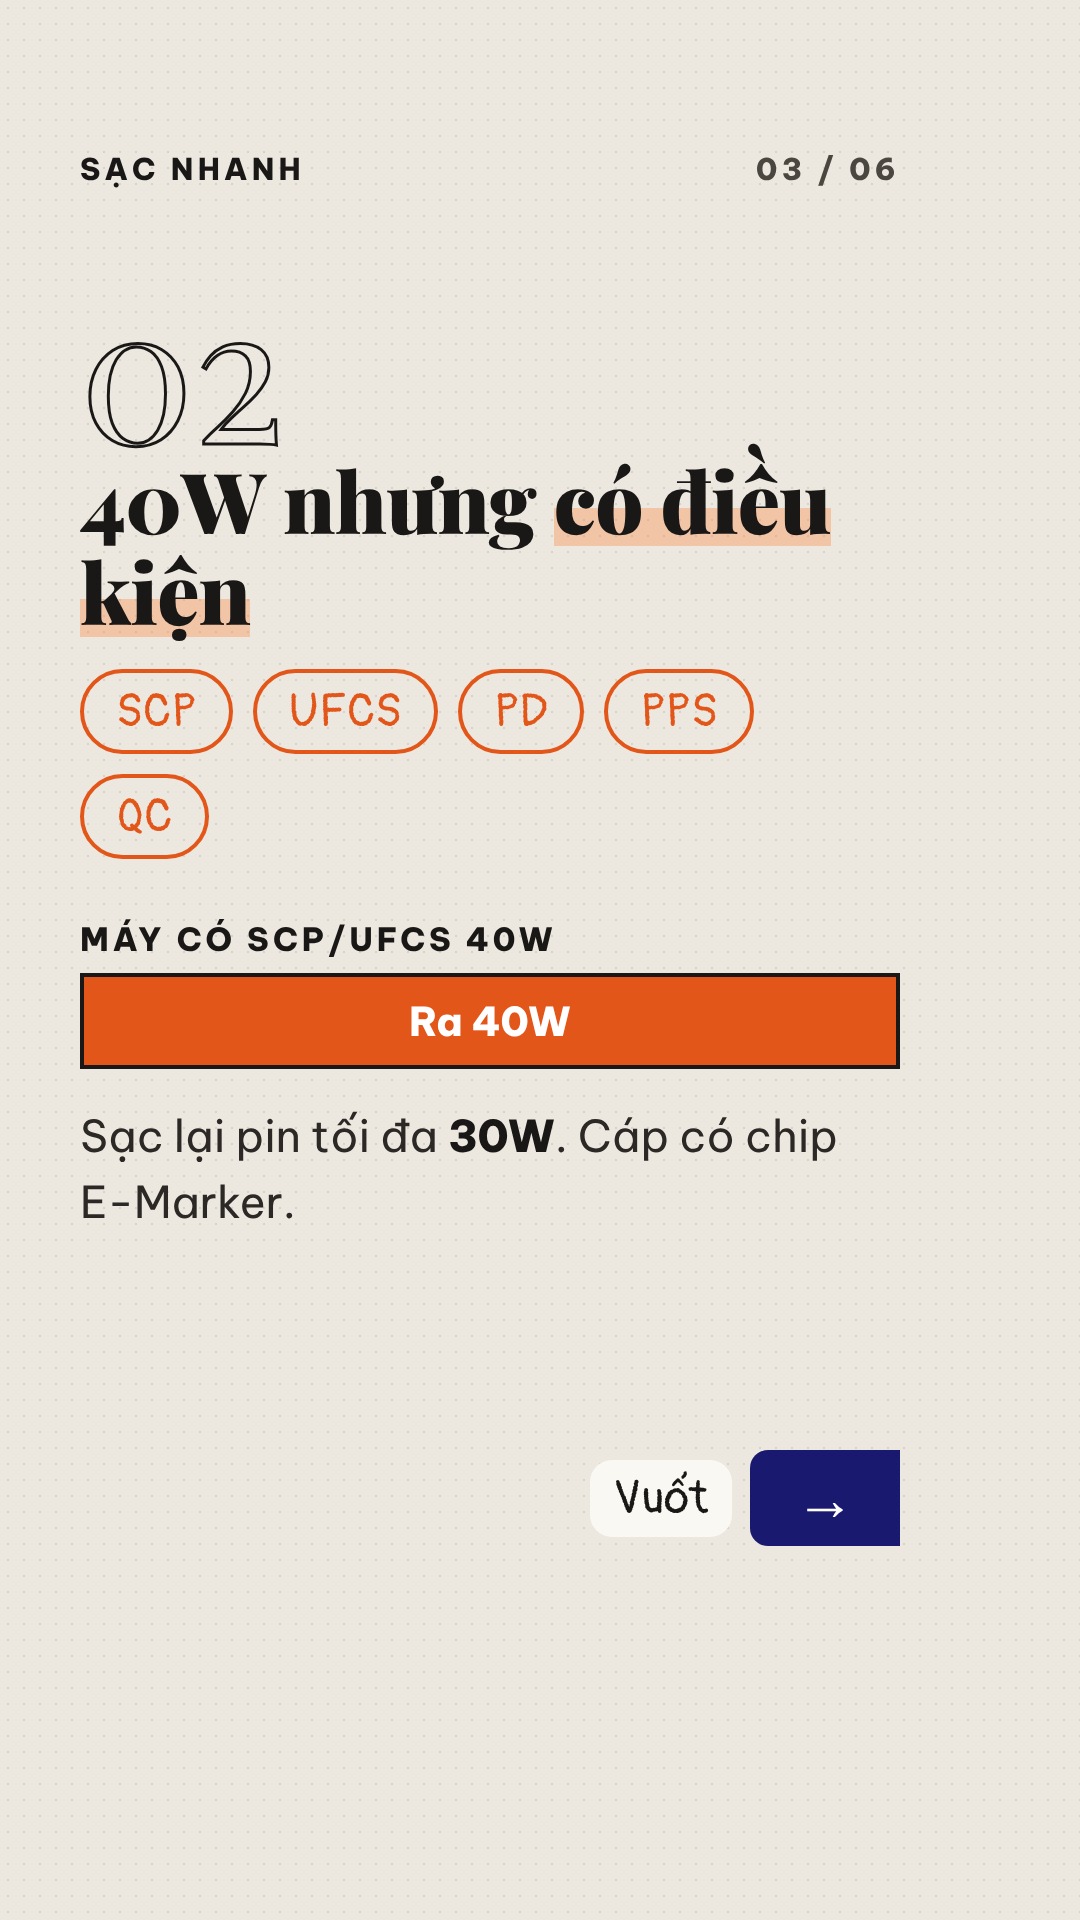 SẠC NHANH
03 / 06
02
40W nhưng có điều
kiện
SCP UFCS PD PPS
QC
MÁY CÓ SCP/UFCS 40W
Ra 40W
Sạc lại pin tối đa 30W. Cáp có chip
E-Marker.
Vuốt →